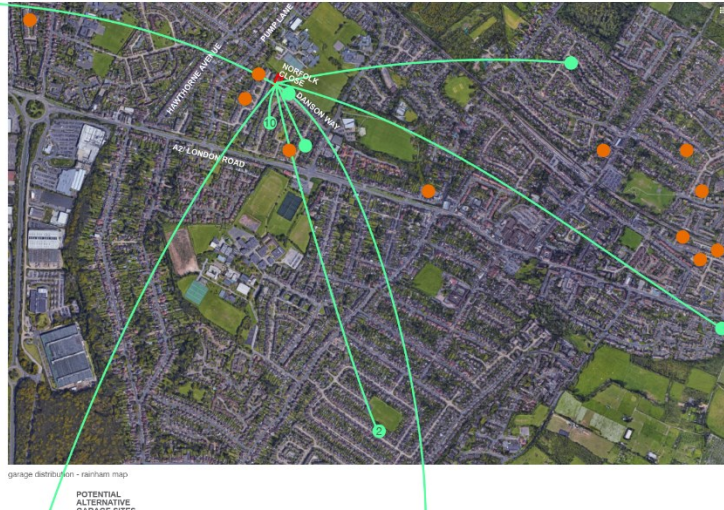 PUMP LANE
HAWTHORNE AVENUE
NORFOLK
CLOSE
DANSON WAY
10
A2' LONDON ROAD
2
garage distribution - rainham map
POTENTIAL
ALTERNATIVE
GARAGE SITES